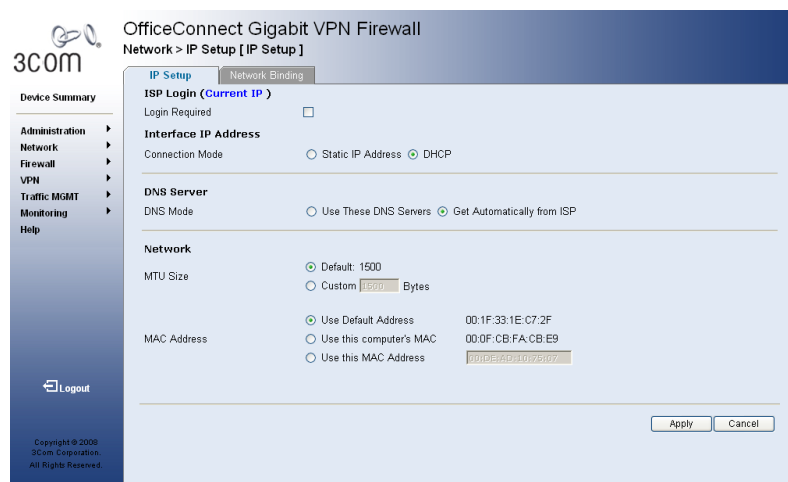 OfficeConnect Gigabit VPN Firewall
Network > IP Setup [ IP Setup ]
3COM
IP Setup
Network Binding
Device Summary
Administration
Network
Firewall
VPN
Traffic MGMT
Monitoring
Help
Logout
Copyright © 2008
3Com Corporation.
All Rights Reserved.
ISP Login (Current IP )
Login Required
Interface IP Address
Connection Mode Static IP Address DHCP
DNS Server
DNS Mode Use These DNS Servers Get Automatically from ISP
Network
MTU Size
Default: 1500
Custom 1500 Bytes
MAC Address
Use Default Address 00:1F:33:1E:C7:2F
Use this computer's MAC 00:0F:CB:FA:CB:E9
Use this MAC Address
Apply Cancel